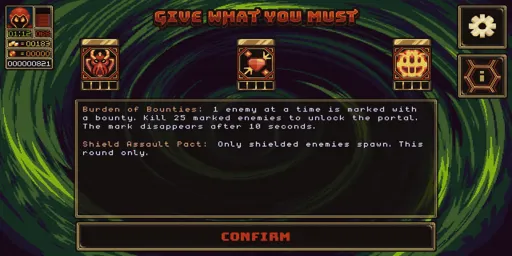 GIVE WHAT YOU MUST
=00183
=00000
000000821
Burden of Bounties: 1 enemy at a time is marked with
a bounty. Kill 25 marked enemies to unlock the portal.
The mark disappears after 10 seconds.
Shield Assault Pact: Only shielded enemies spawn. This
round only.
CONFIRM